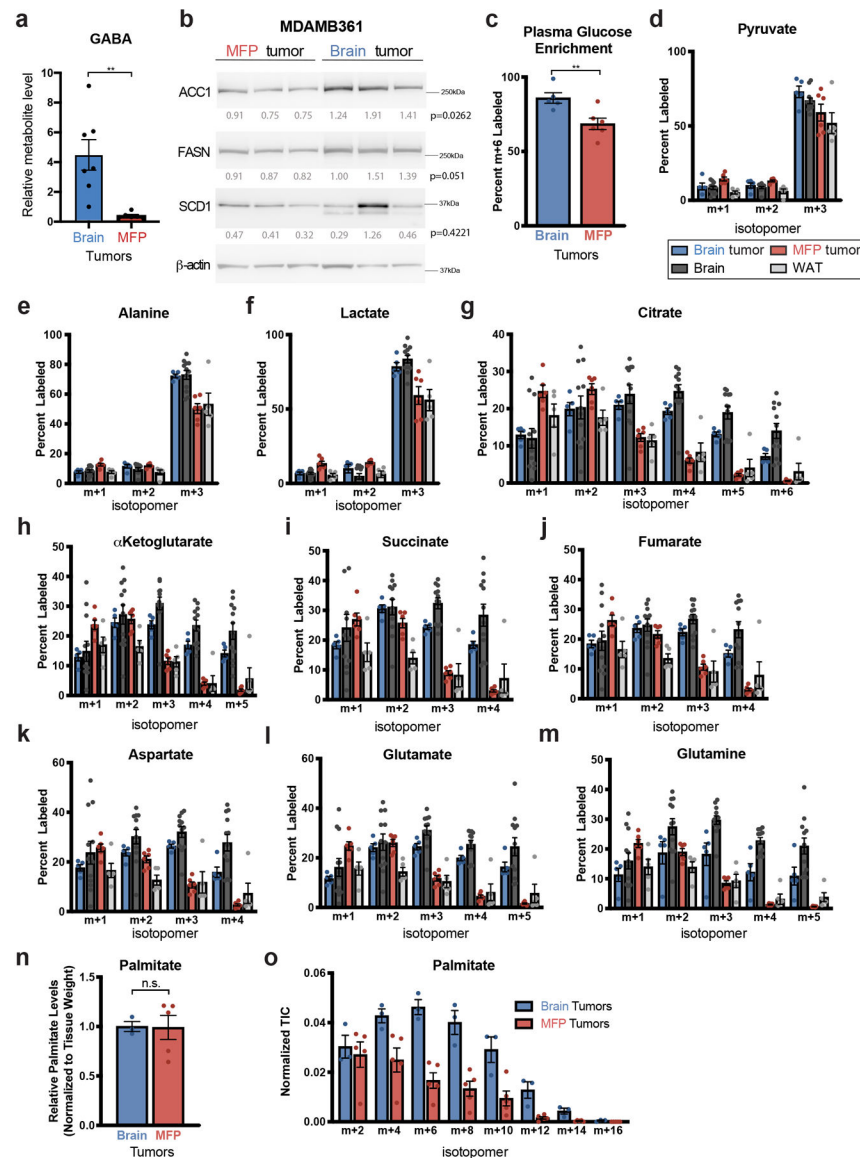 a
GABA
**
Relative metabolite level
10
8
6
4
2
0
Brain MFP
Tumors
b
MDAMB361
MFP tumor Brain tumor
ACC1
250kDa
0.91 0.75 0.75 1.24 1.91 1.41 p=0.0262
FASN
250kDa
0.91 0.87 0.82 1.00 1.51 1.39 p=0.051
SCD1
37kDa
0.47 0.41 0.32 0.29 1.26 0.46 p=0.4221
β-actin
37kDa
c
Plasma Glucose
Enrichment
**
Percent m+6 Labeled
100
50
0
Brain MFP
Tumors
d
Pyruvate
Percent Labeled
100
50
0
m+1 m+2 m+3
isotopomer
Brain tumor MFP tumor
Brain WAT
e
Alanine
Percent Labeled
100
80
60
40
20
0
m+1 m+2 m+3
isotopomer
f
Lactate
Percent Labeled
100
50
0
m+1 m+2 m+3
isotopomer
g
Citrate
Percent Labeled
40
30
20
10
0
m+1 m+2 m+3 m+4 m+5 m+6
isotopomer
h
αKetoglutarate
Percent Labeled
50
40
30
20
10
0
m+1 m+2 m+3 m+4 m+5
isotopomer
i
Succinate
Percent Labeled
50
40
30
20
10
0
m+1 m+2 m+3 m+4
isotopomer
j
Fumarate
Percent Labeled
50
40
30
20
10
0
m+1 m+2 m+3 m+4
isotopomer
k
Aspartate
Percent Labeled
60
40
20
0
m+1 m+2 m+3 m+4
isotopomer
l
Glutamate
Percent Labeled
60
40
20
0
m+1 m+2 m+3 m+4 m+5
isotopomer
m
Glutamine
Percent Labeled
50
40
30
20
10
0
m+1 m+2 m+3 m+4 m+5
isotopomer
n
Palmitate
n.s.
Relative Palmitate Levels
(Normalized to Tissue Weight)
1.5
1.0
0.5
0.0
Brain MFP
Tumors
o
Palmitate
Brain Tumors
MFP Tumors
Normalized TIC
0.06
0.04
0.02
0.00
m+2 m+4 m+6 m+8 m+10 m+12 m+14 m+16
isotopomer